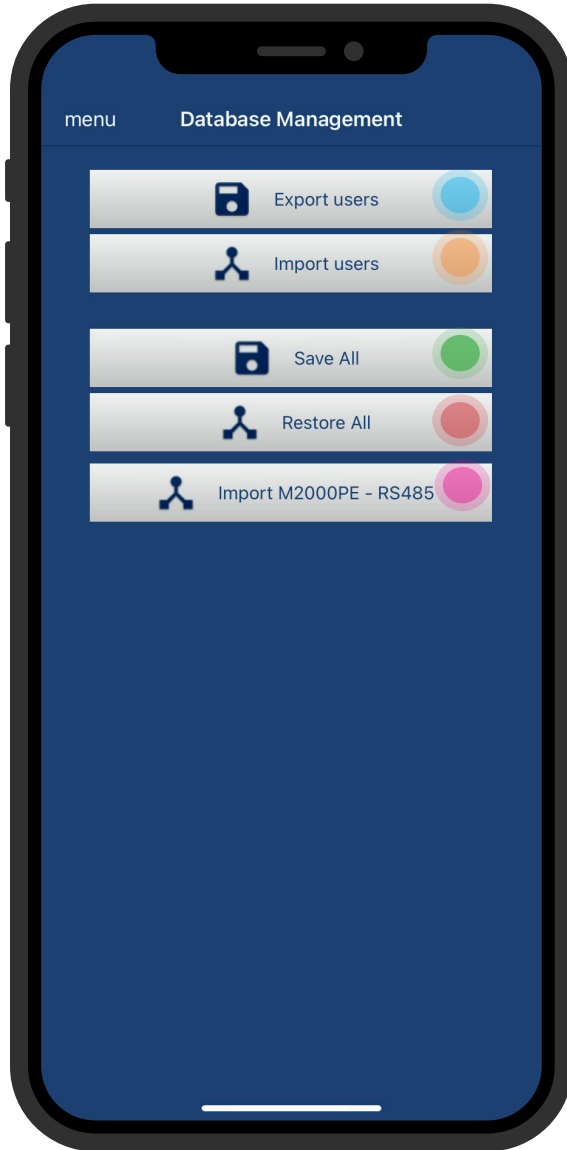 menu
Database Management
Export users
Import users
Save All
Restore All
Import M2000PE - RS485